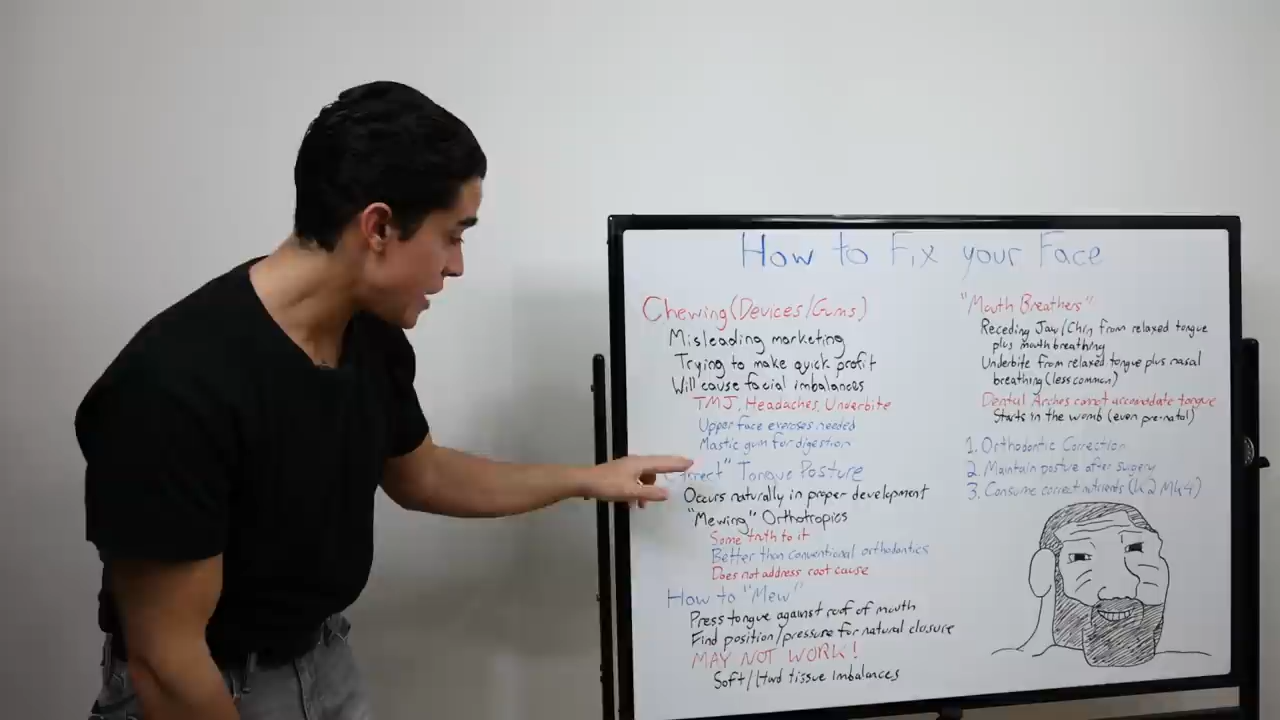 How to Fix your Face
Chewing (Devices/Gums)
Misleading marketing
Trying to make quick profit
Will cause facial imbalances
TMJ, Headaches, Underbite
Upper face exercises needed
Mastic gum for digestion
Tongue Posture
Occurs naturally in proper development
"Mewing" Orthotropics
Some truth to it
Better than conventional orthodontics
Does not address root cause
How to "Mew"
Press tongue against roof of mouth
Find position/pressure for natural closure
MAY NOT WORK!
Soft/Hard tissue Imbalances
"Mouth Breathers"
Receding Jaw/Chin from relaxed tongue
plus mouth breathing
Underbite from relaxed tongue plus nasal
breathing (less common)
Dental Arches cannot accomodate tongue
Starts in the womb (even pre-natal)
1. Orthodontic Correction
2. Maintain posture after surgery
3. Consume correct nutrients (K2 MK4)